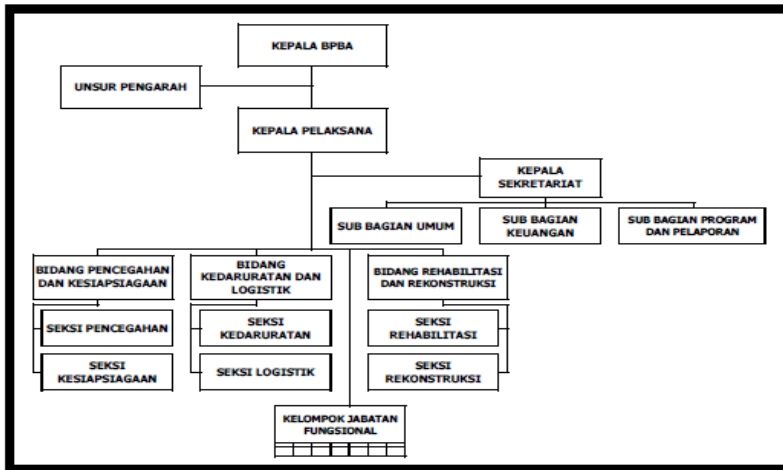 KEPALA BPBA
UNSUR PENGARAH
KEPALA PELAKSANA
KEPALA
SEKRETARIAT
SUB BAGIAN UMUM
SUB BAGIAN
KEUANGAN
SUB BAGIAN PROGRAM
DAN PELAPORAN
BIDANG PENCEGAHAN
DAN KESIAPSIAGAAN
BIDANG
KEDARURATAN DAN
LOGISTIK
BIDANG REHABILITASI
DAN REKONSTRUKSI
SEKSI PENCEGAHAN
SEKSI
KEDARURATAN
SEKSI
REHABILITASI
SEKSI
KESIAPSIAGAAN
SEKSI LOGISTIK
SEKSI
REKONSTRUKSI
KELOMPOK JABATAN
FUNGSIONAL